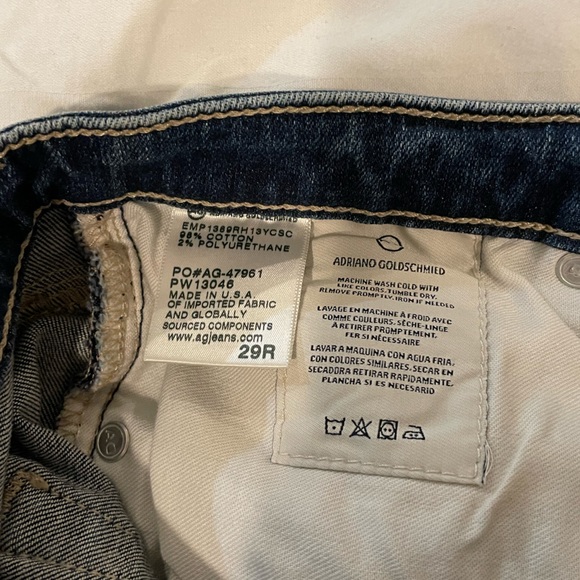 ADRIANO GOLDSCHMIED
EMP1389RH13YCSC
98% COTTON
2% POLYURETHANE
PO#AG-47961
PW13046
MADE IN U.S.A.
OF IMPORTED FABRIC
AND GLOBALLY
SOURCED COMPONENTS
www.agjeans.com
29R
ADRIANO GOLDSCHMIED
MACHINE WASH COLD WITH
LIKE COLORS. TUMBLE DRY.
REMOVE PROMPTLY. IRON IF NEEDED
LAVAGE EN MACHINE À FROID AVEC
COMME COULEURS. SÈCHE-LINGE
À RETIRER PROMPTEMENT.
FER SI NÉCESSAIRE.
LAVAR A MAQUINA CON AGUA FRIA,
CON COLORES SIMILARES. SECAR EN
SECADORA RETIRAR RAPIDAMENTE.
PLANCHA SI ES NECESARIO